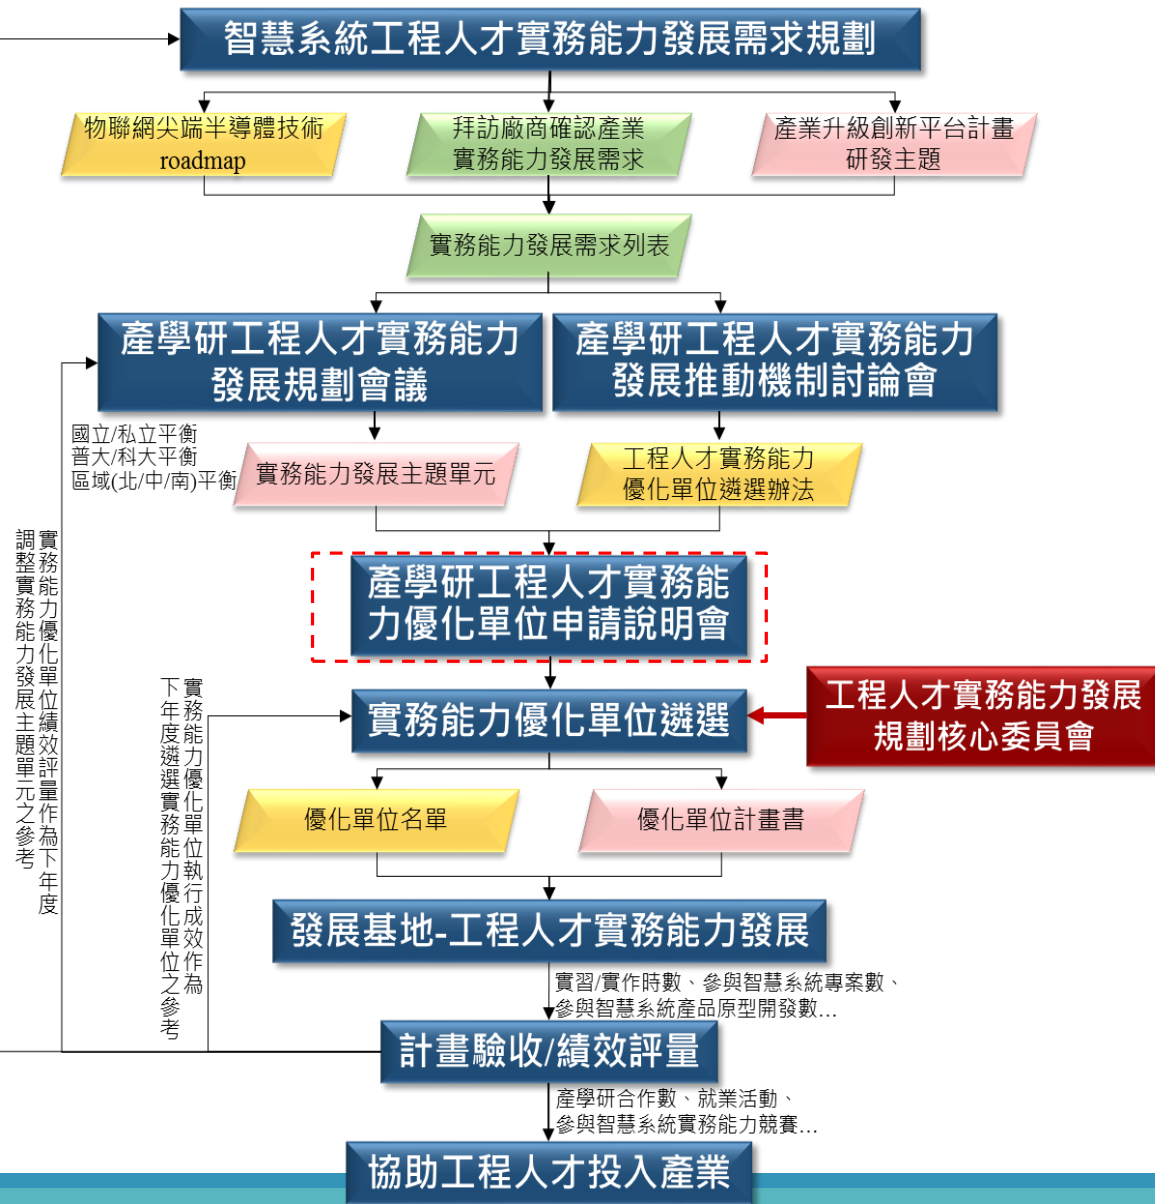 智慧系統工程人才實務能力發展需求規劃
物聯網尖端半導體技術
roadmap
拜訪廠商確認產業
實務能力發展需求
產業升級創新平台計畫
研發主題
實務能力發展需求列表
產學研工程人才實務能力
發展規劃會議
產學研工程人才實務能力
發展推動機制討論會
國立/私立平衡
普大/科大平衡
區域(北/中/南)平衡
實務能力發展主題單元
工程人才實務能力
優化單位遴選辦法
產學研工程人才實務能
力優化單位申請說明會
實務能力優化單位績效評量作為下年度
調整實務能力發展主題單元之參考
實務能力優化單位執行成效作為
下年度遴選實務能力優化單位之參考
實務能力優化單位遴選
工程人才實務能力發展
規劃核心委員會
優化單位名單
優化單位計畫書
發展基地-工程人才實務能力發展
實習/實作時數、參與智慧系統專案數、
參與智慧系統產品原型開發數...
計畫驗收/績效評量
產學研合作數、就業活動、
參與智慧系統實務能力競賽...
協助工程人才投入產業